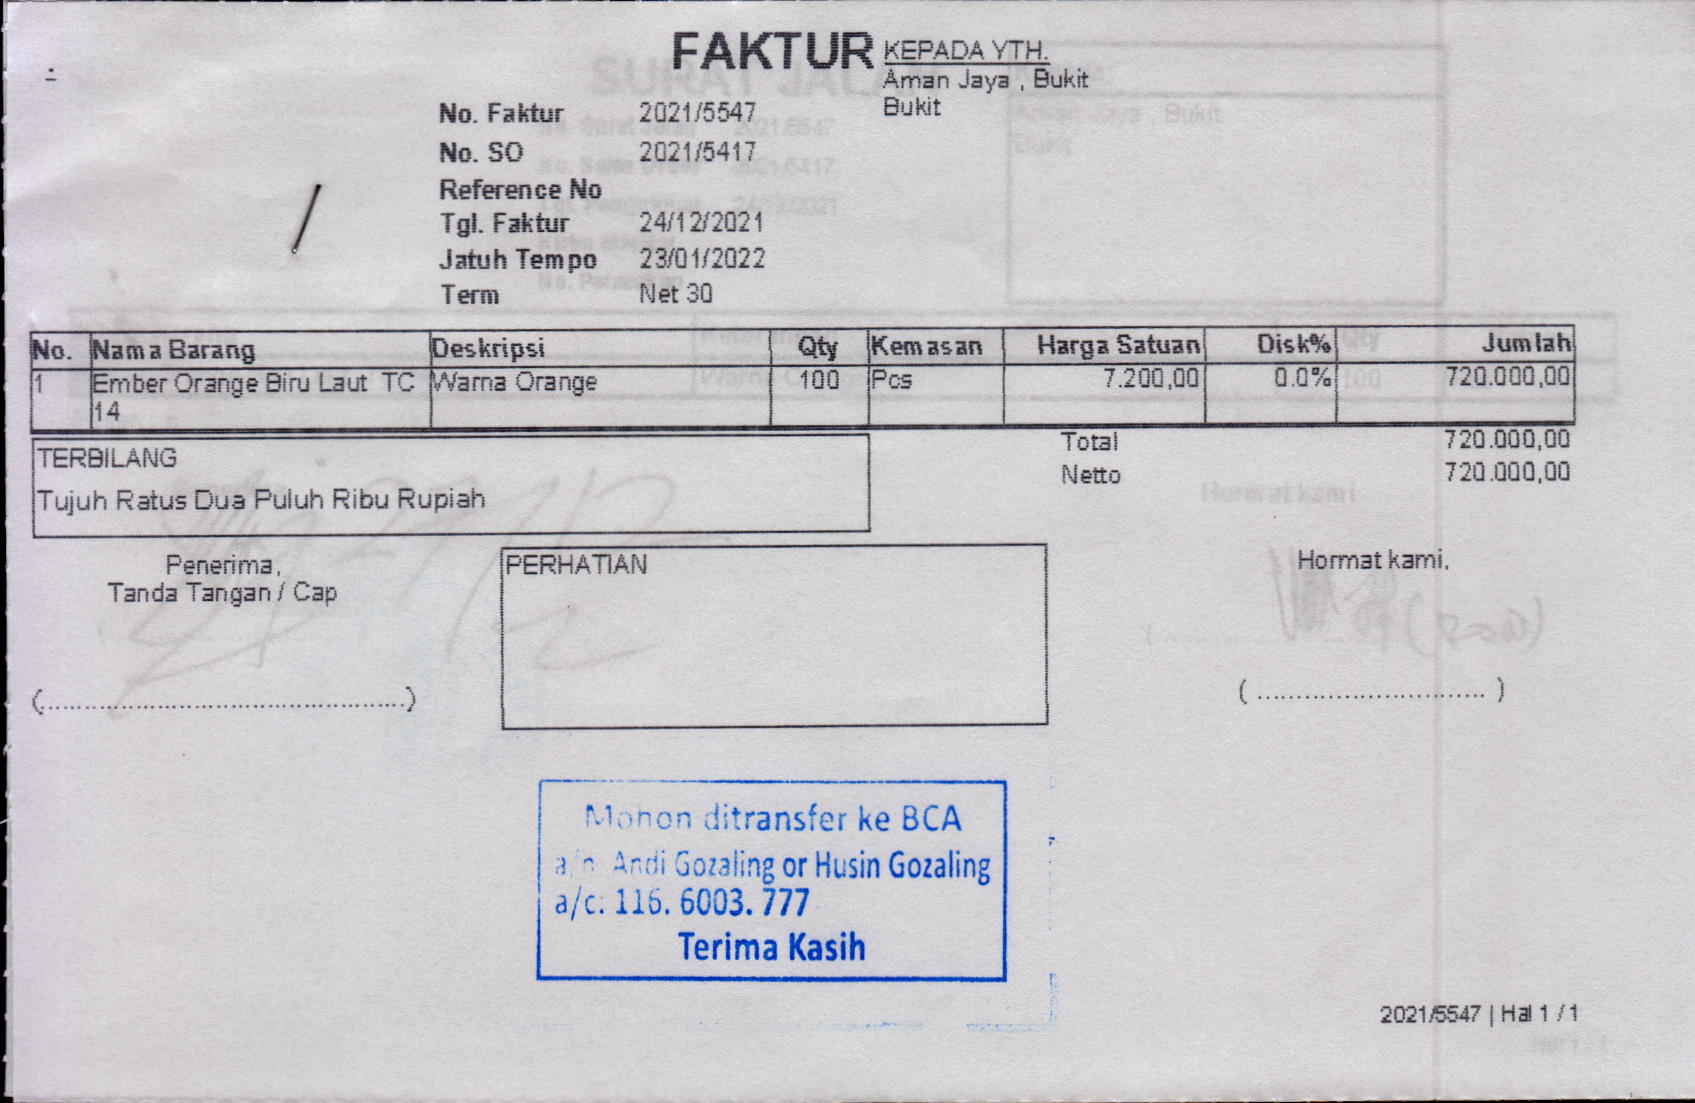 FAKTUR
KEPADA YTH.
Aman Jaya , Bukit
Bukit
No. Faktur 2021/5547
No. SO 2021/5417
Reference No
Tgl. Faktur 24/12/2021
Jatuh Tempo 23/01/2022
Term Net 30
No. Nama Barang Deskripsi Qty Kemasan Harga Satuan Disk% Jumlah
1 Ember Orange Biru Laut TC Warna Orange 100 Pcs 7.200,00 0.0% 720.000,00
14
Total 720.000,00
Netto 720.000,00
TERBILANG
Tujuh Ratus Dua Puluh Ribu Rupiah
Penerima,
Tanda Tangan / Cap
(................................................)
PERHATIAN
Hormat kami.
( ............................. )
Mohon ditransfer ke BCA
a/n. Andi Gozaling or Husin Gozaling
a/c: 116. 6003. 777
Terima Kasih
2021/5547 | Hal 1 / 1